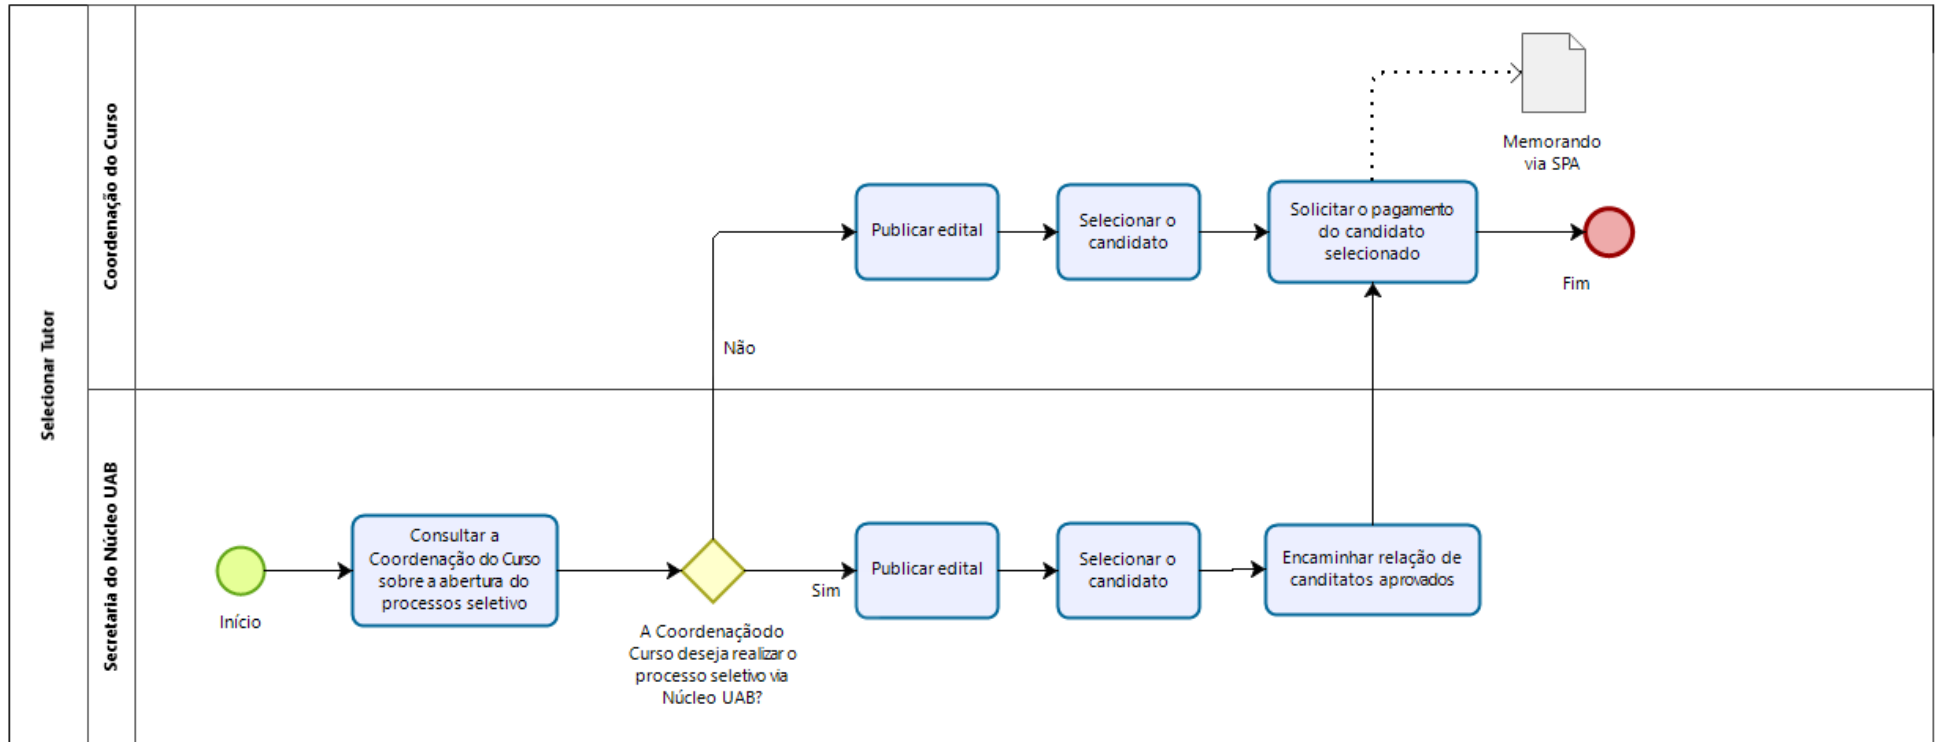 Selecionar Tutor
Coordenação do Curso
Memorando
via SPA
Publicar edital
Selecionar o
candidato
Solicitar o pagamento
do candidato
selecionado
Fim
Não
Secretaria do Núcleo UAB
Início
Consultar a
Coordenação do Curso
sobre a abertura do
processos seletivo
A Coordenaçãodo
Curso deseja realizar o
processo seletivo via
Núcleo UAB?
Sim
Publicar edital
Selecionar o
candidato
Encaminhar relação de
canditatos aprovados